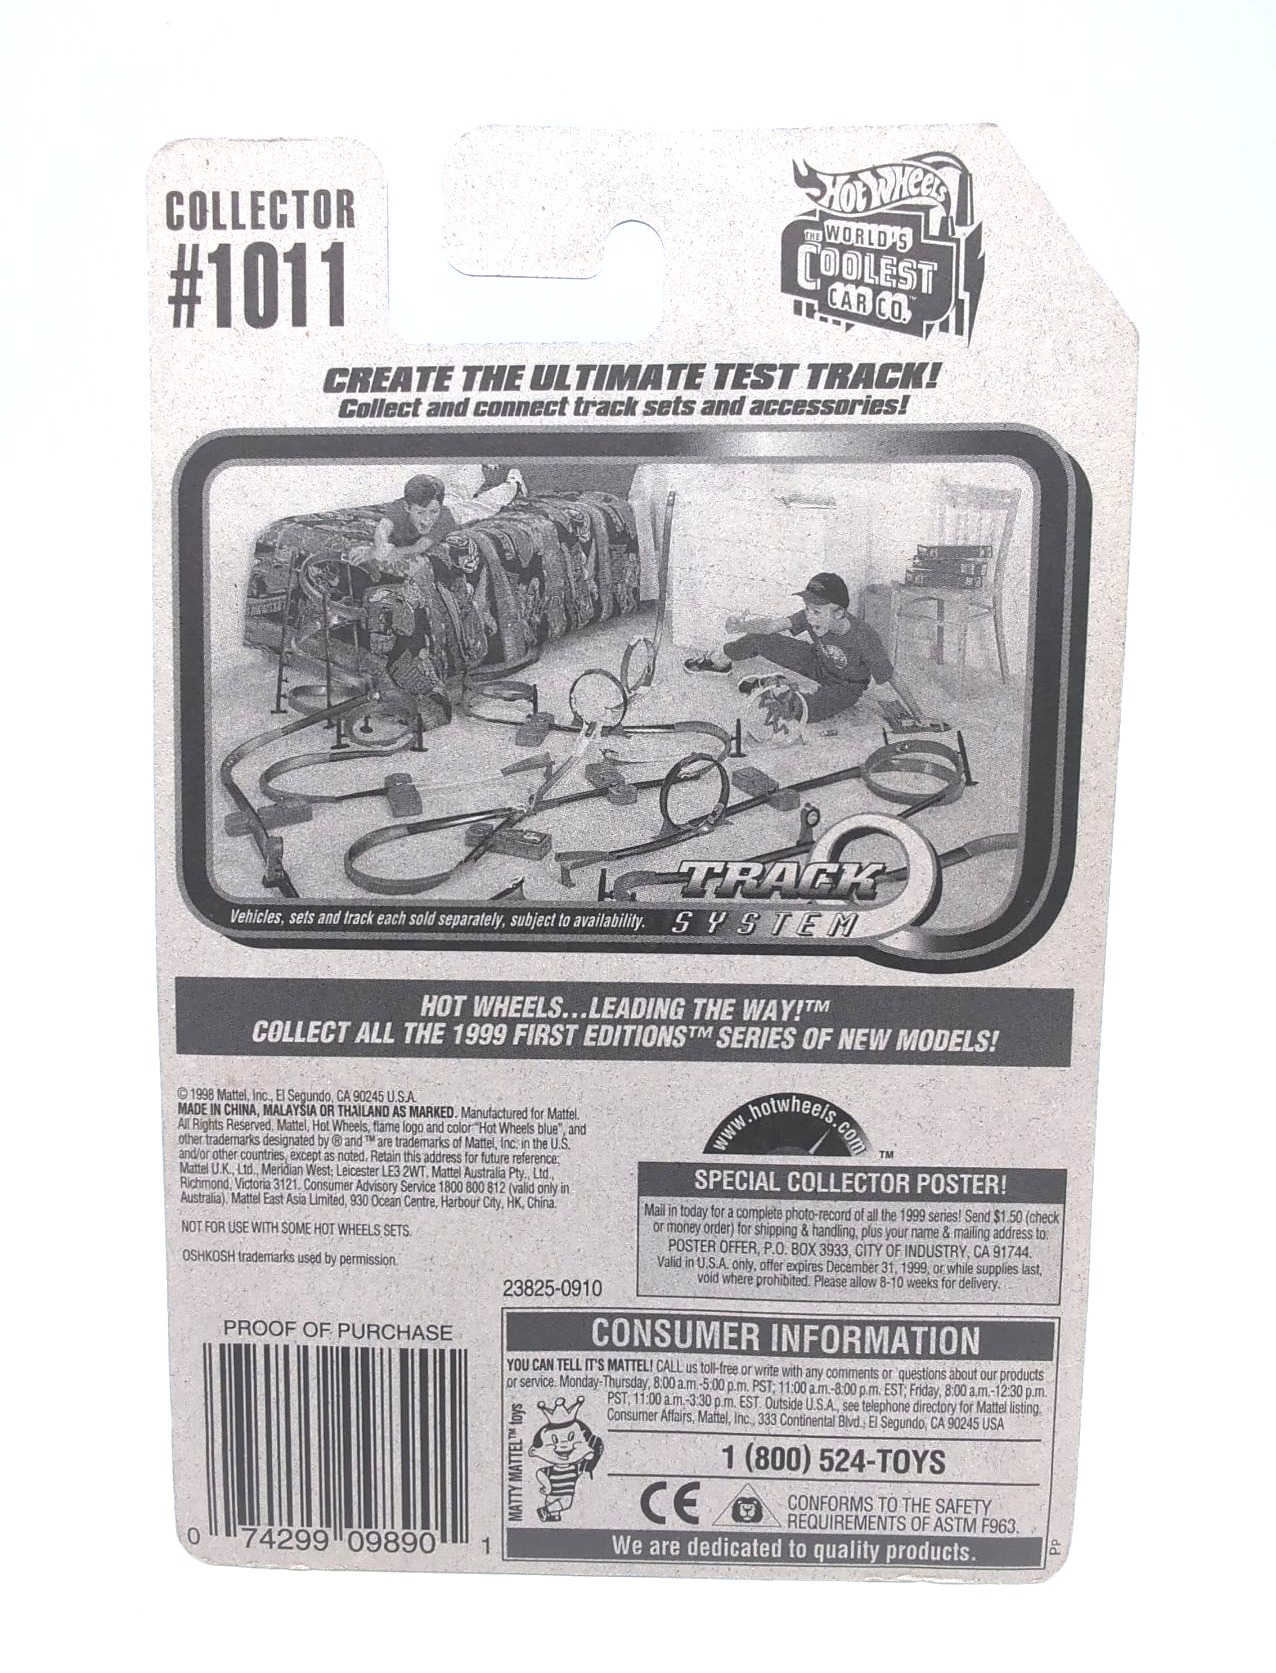 COLLECTOR
#1011
HOT WHEELS
THE WORLD'S
COOLEST
CAR CO.™
CREATE THE ULTIMATE TEST TRACK!
Collect and connect track sets and accessories!
TRACK
SYSTEM
Vehicles, sets and track each sold separately, subject to availability.
HOT WHEELS...LEADING THE WAY!™
COLLECT ALL THE 1999 FIRST EDITIONS™ SERIES OF NEW MODELS!
© 1998 Mattel, Inc., El Segundo, CA 90245 U.S.A.
MADE IN CHINA, MALAYSIA OR THAILAND AS MARKED. Manufactured for Mattel.
All Rights Reserved. Mattel, Hot Wheels, flame logo and color "Hot Wheels blue", and
other trademarks designated by ® and ™ are trademarks of Mattel, Inc. in the U.S.
and/or other countries, except as noted. Retain this address for future reference:
Mattel U.K., Ltd., Meridian West; Leicester LE3 2WT. Mattel Australia Pty., Ltd.,
Richmond, Victoria 3121. Consumer Advisory Service 1800 800 812 (valid only in
Australia). Mattel East Asia Limited, 930 Ocean Centre, Harbour City, HK, China.
NOT FOR USE WITH SOME HOT WHEELS SETS.
OSHKOSH trademarks used by permission.
23825-0910
www.hotwheels.com
™
SPECIAL COLLECTOR POSTER!
Mail in today for a complete photo-record of all the 1999 series! Send $1.50 (check
or money order) for shipping & handling, plus your name & mailing address to:
POSTER OFFER, P.O. BOX 3933, CITY OF INDUSTRY, CA 91744.
Valid in U.S.A. only, offer expires December 31, 1999, or while supplies last,
void where prohibited. Please allow 8-10 weeks for delivery.
PROOF OF PURCHASE
0 74299 09890 1
CONSUMER INFORMATION
YOU CAN TELL IT'S MATTEL! CALL us toll-free or write with any comments or questions about our products
or service. Monday-Thursday, 8:00 a.m.-5:00 p.m. PST; 11:00 a.m.-8:00 p.m. EST; Friday, 8:00 a.m.-12:30 p.m.
PST, 11:00 a.m.-3:30 p.m. EST. Outside U.S.A., see telephone directory for Mattel listing.
Consumer Affairs, Mattel, Inc., 333 Continental Blvd., El Segundo, CA 90245 USA
MATTY MATTEL™ toys
1 (800) 524-TOYS
CE
CONFORMS TO THE SAFETY
REQUIREMENTS OF ASTM F963.
We are dedicated to quality products.
PP